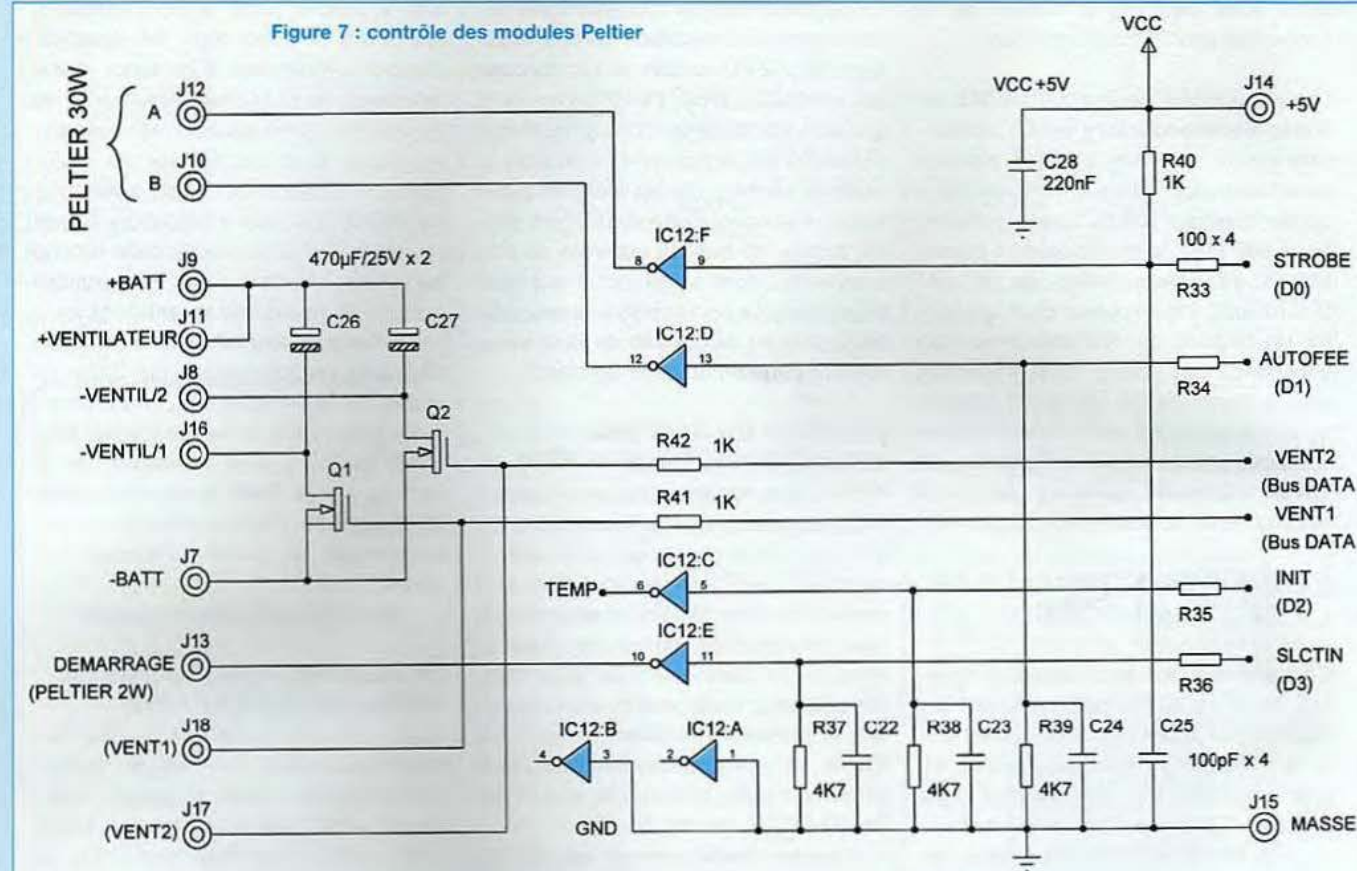 Figure 7 : contrôle des modules Peltier
VCC
PELTIER 30W
J12
A
J10
B
VCC +5V
J14
+5V
C28
220nF
R40
1K
J9
+BATT
470µF/25V x 2
IC12:F
8
9
100 x 4
STROBE
(D0)
R33
J11
+VENTILATEUR
C26
C27
IC12:D
12
13
AUTOFEE
(D1)
R34
J8
-VENTIL/2
J16
-VENTIL/1
Q2
R42
1K
VENT2
(Bus DATA
Q1
R41
1K
VENT1
(Bus DATA
J7
-BATT
TEMP
IC12:C
6
5
INIT
(D2)
R35
J13
DEMARRAGE
(PELTIER 2W)
IC12:E
10
11
SLCTIN
(D3)
R36
J18
(VENT1)
IC12:B
4
3
IC12:A
2
1
R37
C22
R38
C23
R39
C24
C25
4K7
4K7
4K7
100pF x 4
J17
(VENT2)
GND
J15
MASSE